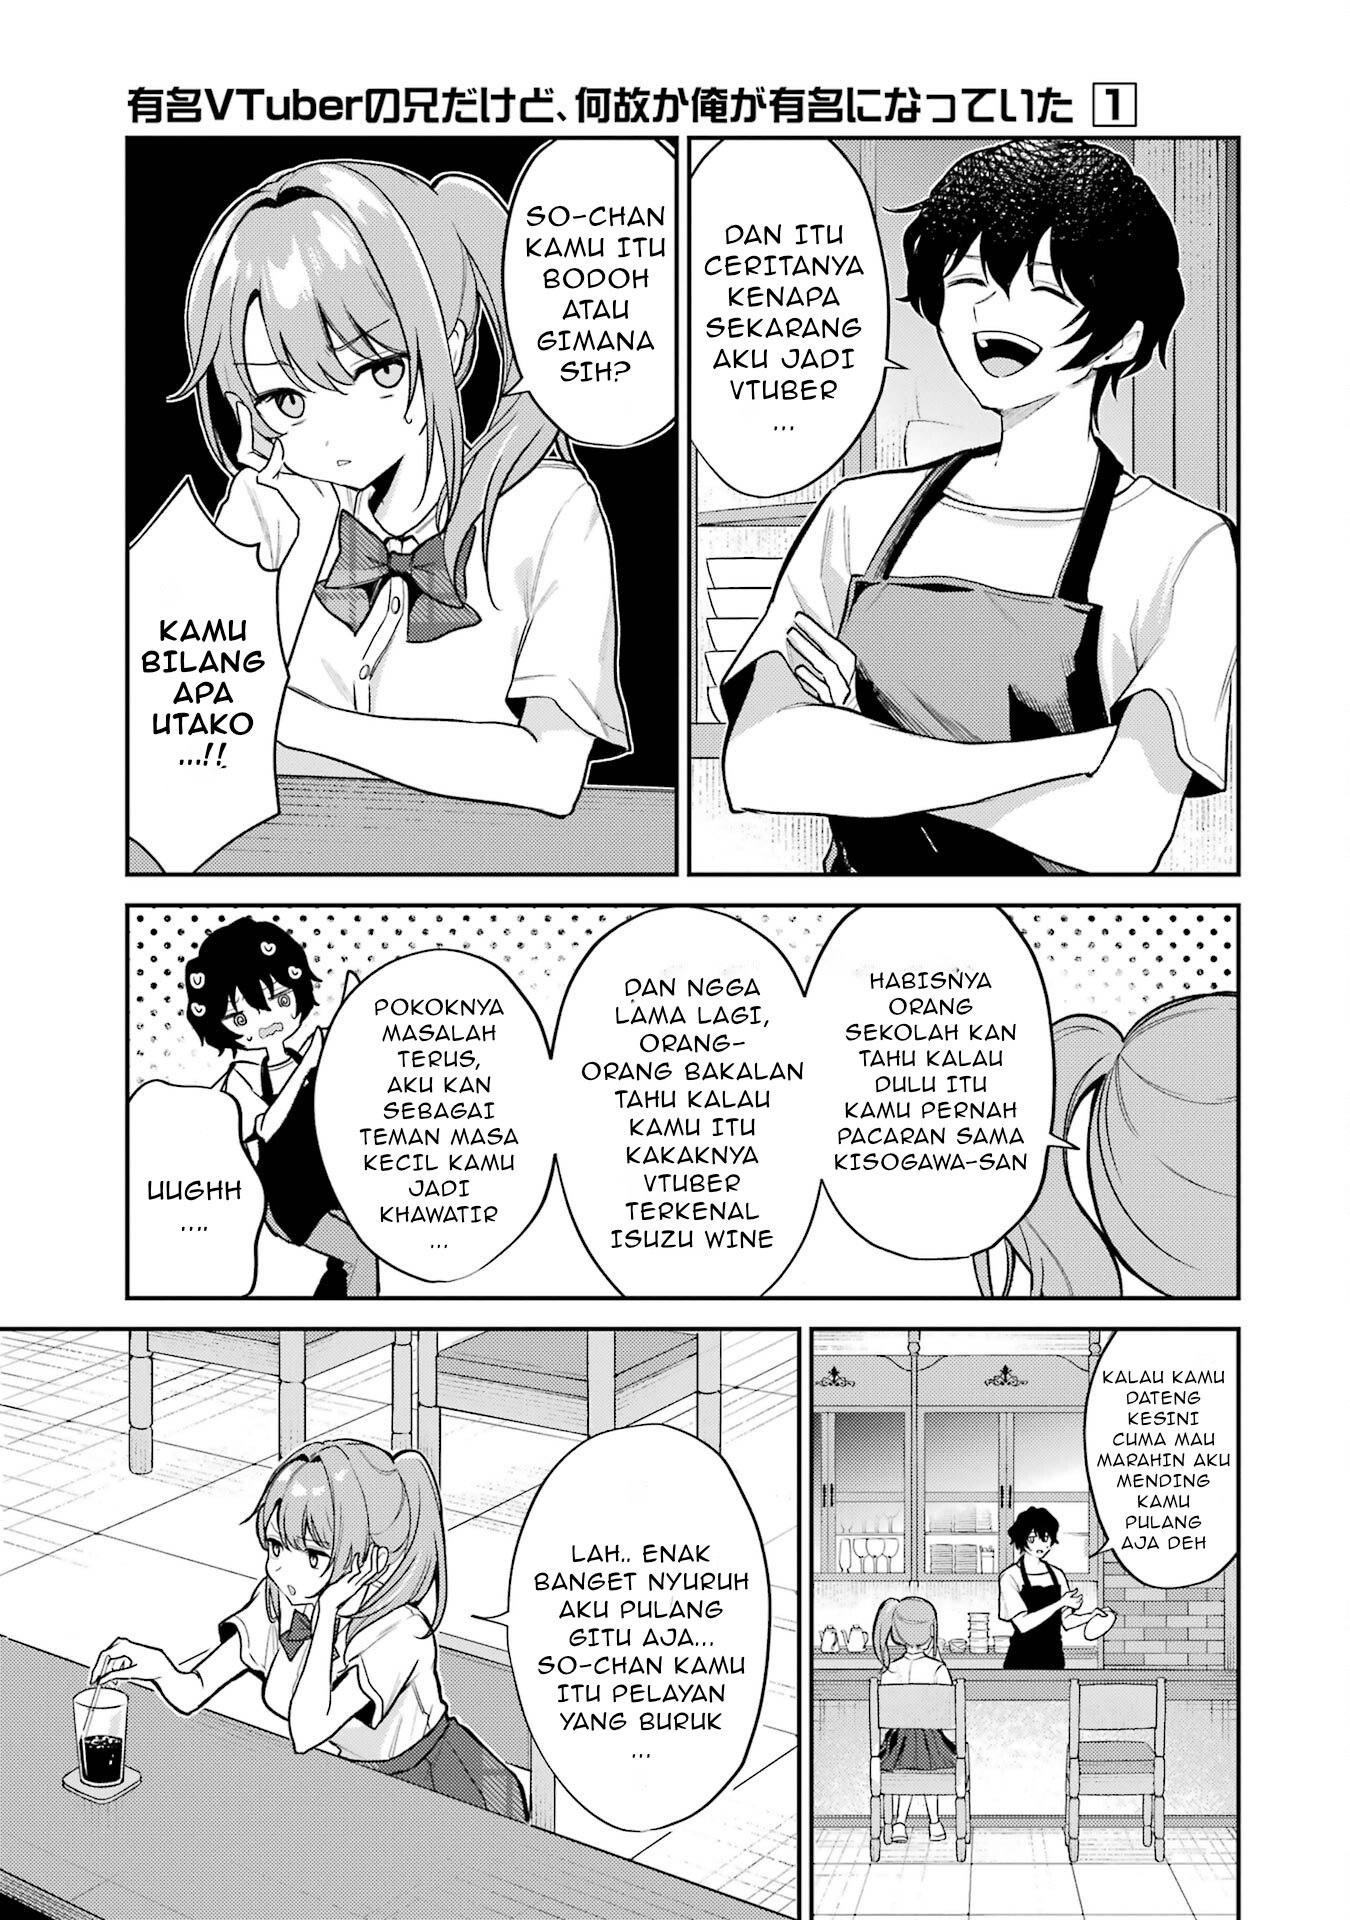 有名VTuberの兄だけど、何故か俺が有名になっていた 1
DAN ITU
CERITANYA
KENAPA
SEKARANG
AKU JADI
VTUBER
...
SO-CHAN
KAMU ITU
BODOH
ATAU
GIMANA
SIH?
KAMU
BILANG
APA
UTAKO
...!!
HABISNYA
ORANG
SEKOLAH KAN
TAHU KALAU
DULU ITU
KAMU PERNAH
PACARAN SAMA
KISOGAWA-SAN
DAN NGGA
LAMA LAGI,
ORANG-
ORANG BAKALAN
TAHU KALAU
KAMU ITU
KAKAKNYA
VTUBER
TERKENAL
ISUZU WINE
POKOKNYA
MASALAH
TERUS,
AKU KAN
SEBAGAI
TEMAN MASA
KECIL KAMU
JADI
KHAWATIR
...
UUGHH
....
KALAU KAMU
DATENG
KESINI
CUMA MAU
MARAHIN AKU
MENDING
KAMU
PULANG
AJA DEH
LAH.. ENAK
BANGET NYURUH
AKU PULANG
GITU AJA...
SO-CHAN KAMU
ITU PELAYAN
YANG BURUK
...